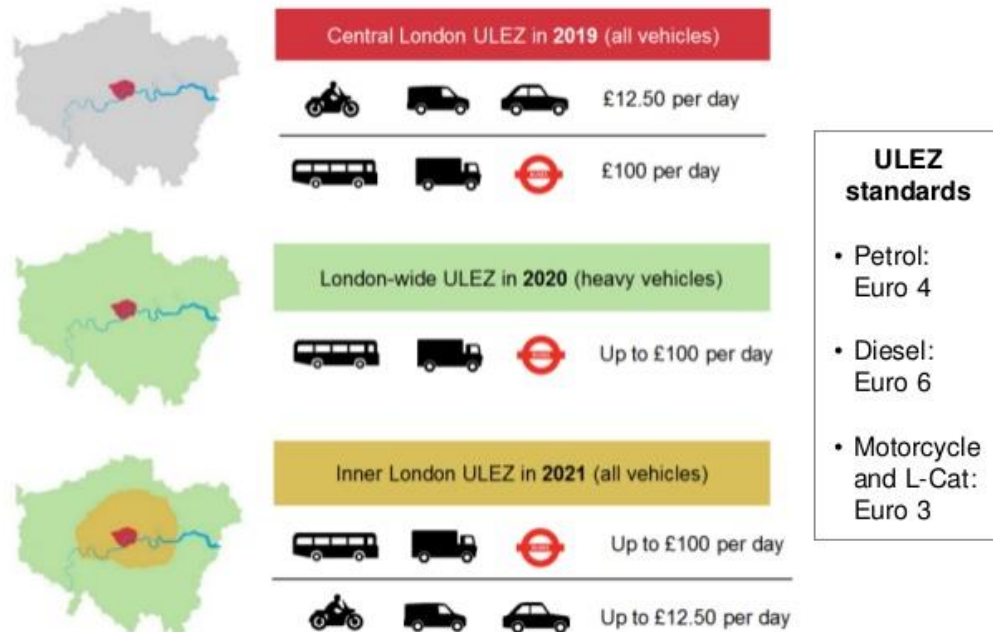 Central London ULEZ in 2019 (all vehicles)
£12.50 per day
£100 per day
London-wide ULEZ in 2020 (heavy vehicles)
Up to £100 per day
Inner London ULEZ in 2021 (all vehicles)
Up to £100 per day
Up to £12.50 per day
ULEZ
standards
• Petrol:
Euro 4
• Diesel:
Euro 6
• Motorcycle
and L-Cat:
Euro 3